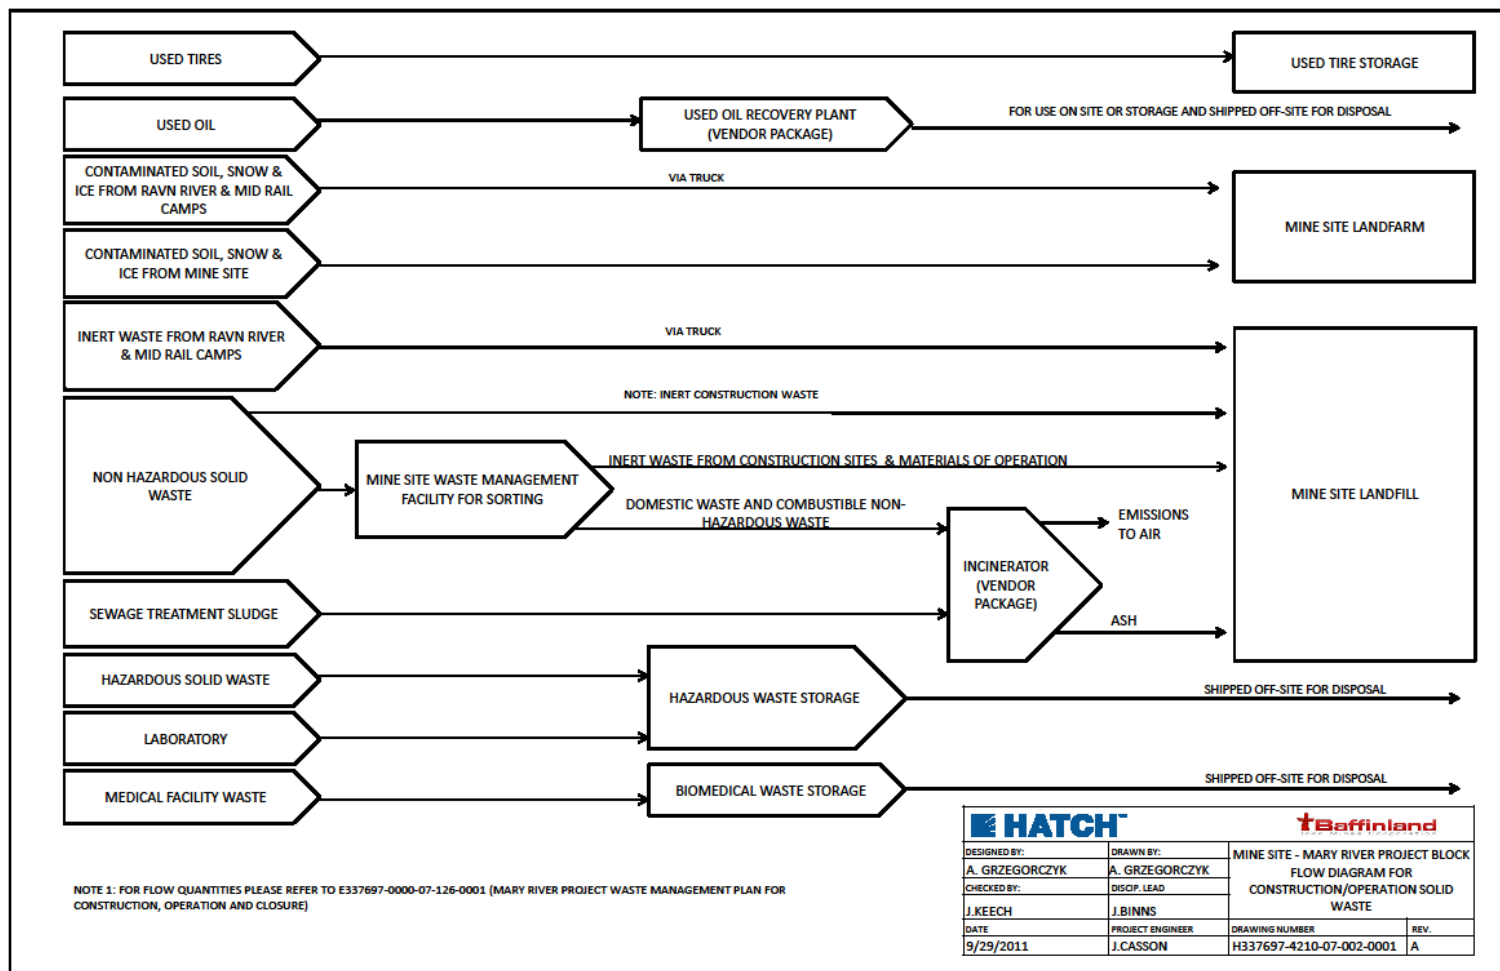 USED TIRES
USED TIRE STORAGE
USED OIL
USED OIL RECOVERY PLANT
(VENDOR PACKAGE)
FOR USE ON SITE OR STORAGE AND SHIPPED OFF-SITE FOR DISPOSAL
CONTAMINATED SOIL, SNOW &
ICE FROM RAVN RIVER & MID RAIL
CAMPS
VIA TRUCK
MINE SITE LANDFARM
CONTAMINATED SOIL, SNOW &
ICE FROM MINE SITE
INERT WASTE FROM RAVN RIVER
& MID RAIL CAMPS
VIA TRUCK
NOTE: INERT CONSTRUCTION WASTE
NON HAZARDOUS SOLID
WASTE
MINE SITE WASTE MANAGEMENT
FACILITY FOR SORTING
INERT WASTE FROM CONSTRUCTION SITES & MATERIALS OF OPERATION
DOMESTIC WASTE AND COMBUSTIBLE NON-
HAZARDOUS WASTE
MINE SITE LANDFILL
EMISSIONS
TO AIR
INCINERATOR
(VENDOR
PACKAGE)
ASH
SEWAGE TREATMENT SLUDGE
HAZARDOUS SOLID WASTE
HAZARDOUS WASTE STORAGE
SHIPPED OFF-SITE FOR DISPOSAL
LABORATORY
MEDICAL FACILITY WASTE
BIOMEDICAL WASTE STORAGE
SHIPPED OFF-SITE FOR DISPOSAL
NOTE 1: FOR FLOW QUANTITIES PLEASE REFER TO E337697-0000-07-126-0001 (MARY RIVER PROJECT WASTE MANAGEMENT PLAN FOR
CONSTRUCTION, OPERATION AND CLOSURE)
HATCH™
Baffinland
Iron Mines Corporation
DESIGNED BY:
A. GRZEGORCZYK
DRAWN BY:
A. GRZEGORCZYK
MINE SITE - MARY RIVER PROJECT BLOCK
FLOW DIAGRAM FOR
CONSTRUCTION/OPERATION SOLID
WASTE
CHECKED BY:
J.KEECH
DISCIP. LEAD
J.BINNS
DATE
9/29/2011
PROJECT ENGINEER
J.CASSON
DRAWING NUMBER
H337697-4210-07-002-0001
REV.
A